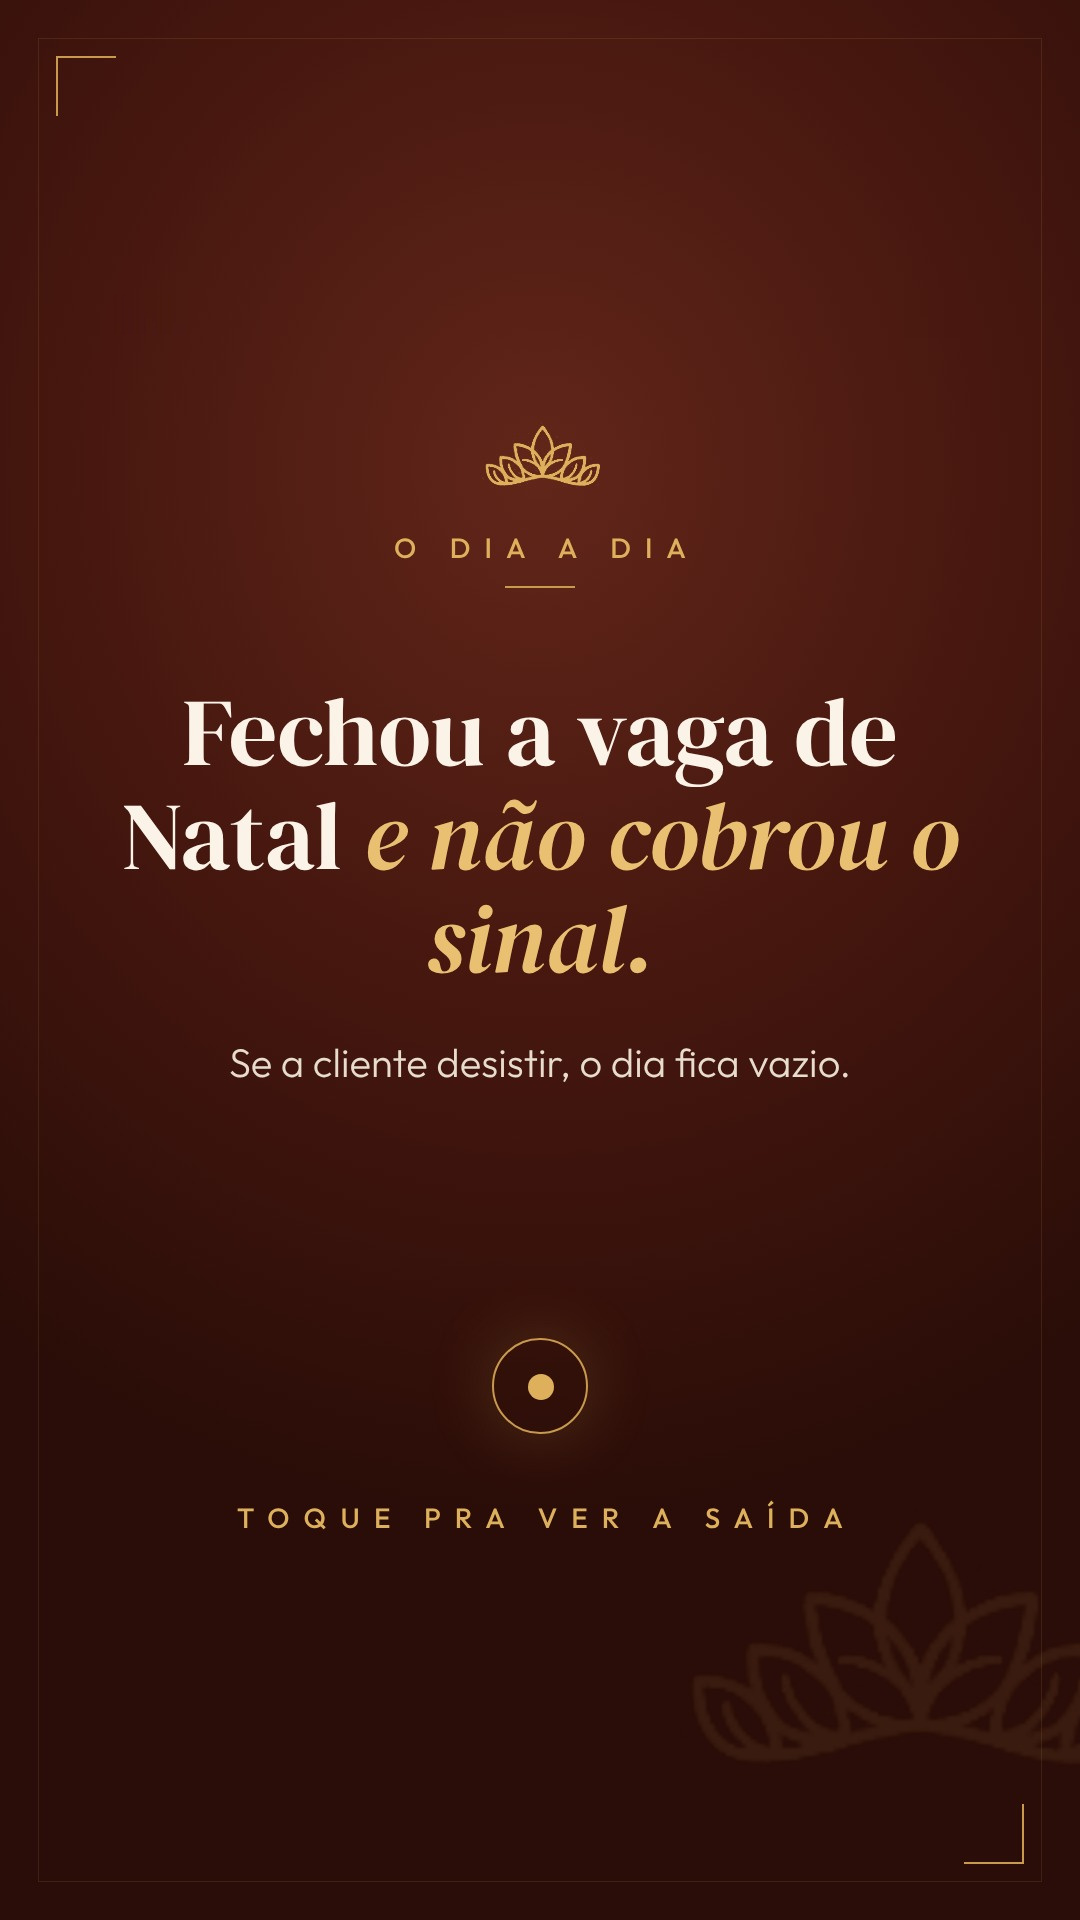 O DIA A DIA
Fechou a vaga de
Natal e não cobrou o
sinal.
Se a cliente desistir, o dia fica vazio.
TOQUE PRA VER A SAÍDA